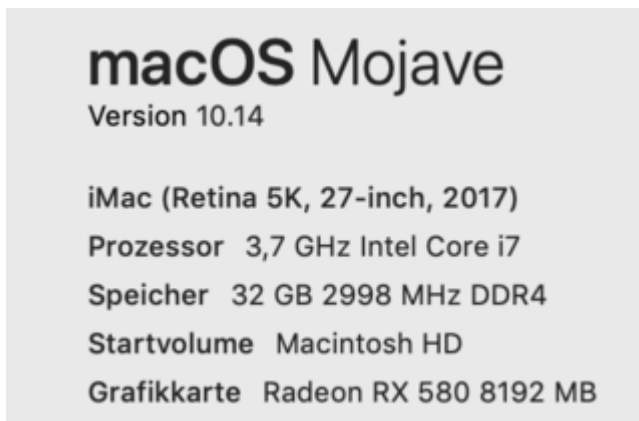 macOS Mojave
Version 10.14
iMac (Retina 5K, 27-inch, 2017)
Prozessor 3,7 GHz Intel Core i7
Speicher 32 GB 2998 MHz DDR4
Startvolume Macintosh HD
Grafikkarte Radeon RX 580 8192 MB